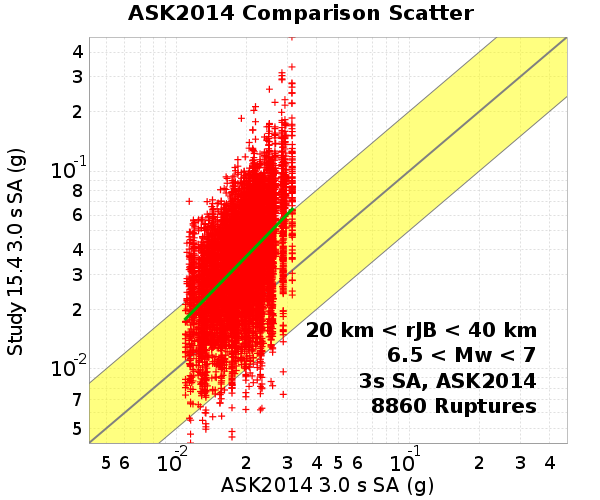 ASK2014 Comparison Scatter
Study 15.4 3.0 s SA (g)
4
3
2
10-1
8
6
4
3
2
10-2
7
5
20 km < rJB < 40 km
6.5 < Mw < 7
3s SA, ASK2014
8860 Ruptures
5 6 10-2 2 3 4 5 6 10-1 2 3 4
ASK2014 3.0 s SA (g)